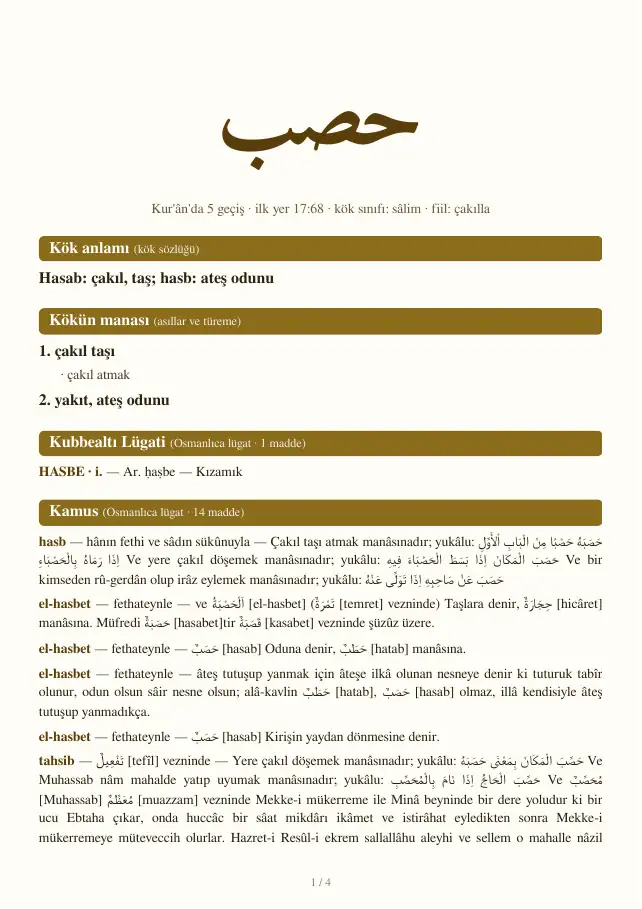 حصب
Kur'ân'da 5 geçiş · ilk yer 17:68 · kök sınıfı: sâlim · fiil: çakılla
Kök anlamı (kök sözlüğü)
Hasab: çakıl, taş; hasb: ateş odunu
Kökün manası (asıllar ve türeme)
1. çakıl taşı
· çakıl atmak
2. yakıt, ateş odunu
Kubbealtı Lügati (Osmanlıca lügat · 1 madde)
HASBE · i. — Ar. ḥaṣbe — Kızamık
Kamus (Osmanlıca lügat · 14 madde)
hasb — hânın fethi ve sâdın sükûnuyla — Çakıl taşı atmak manâsınadır; yukâlu: حَصَبَهُ حَصْبًا مِنَ الْبَابِ الْأَوَّلِ
إِذَا رَمَاهُ بِالْحَصْبَاءِ Ve yere çakıl döşemek manâsınadır; yukâlu: حَصَبَ الْمَكَانَ إِذَا بَسَطَ الْحَصْبَاءَ فِيهِ Ve bir
kimseden rû-gerdân olup irâz eylemek manâsınadır; yukâlu: حَصَبَ عَنْ صَاحِبِهِ إِذَا تَوَلَّى عَنْهُ
el-hasbet — fethateynle — ve اَلْحَصَبَةُ [el-hasbet] (تَمْرَةٌ [temret] vezninde) Taşlara denir, حِجَارَةٌ [hicâret]
manâsına. Müfredi حَصَبَةٌ [hasabet]tir قَصَبَةٌ [kasabet] vezninde şüzûz üzere.
el-hasbet — fethateynle — حَصَبٌ [hasab] Oduna denir, حَطَبٌ [hatab] manâsına.
el-hasbet — fethateynle — âteş tutuşup yanmak için âteşe ilkâ olunan nesneye denir ki tuturuk tabîr
olunur, odun olsun sâir nesne olsun; alâ-kavlin حَطَبٌ [hatab], حَصَبٌ [hasab] olmaz, illâ kendisiyle âteş
tutuşup yanmadıkça.
el-hasbet — fethateynle — حَصَبٌ [hasab] Kirişin yaydan dönmesine denir.
tahsib — تَفْعِيلٌ [tefîl] vezninde — Yere çakıl döşemek manâsınadır; yukâlu: حَصَّبَ الْمَكَانَ بِمَعْنَى حَصَبَهُ Ve
Muhassab nâm mahalde yatıp uyumak manâsınadır; yukâlu: حَصَّبَ الْحَاجُّ إِذَا نَامَ بِالْمُحَصَّبِ Ve مُحَصَّبٌ
[Muhassab] مُعَظَّمٌ [muazzam] vezninde Mekke-i mükerreme ile Minâ beyninde bir dere yoludur ki bir
ucu Ebtaha çıkar, onda huccâc bir sâat mikdârı ikâmet ve istirâhat eyledikten sonra Mekke-i
mükerremeye müteveccih olurlar. Hazret-i Resûl-i ekrem sallallâhu aleyhi ve sellem o mahalle nâzil
1 / 4